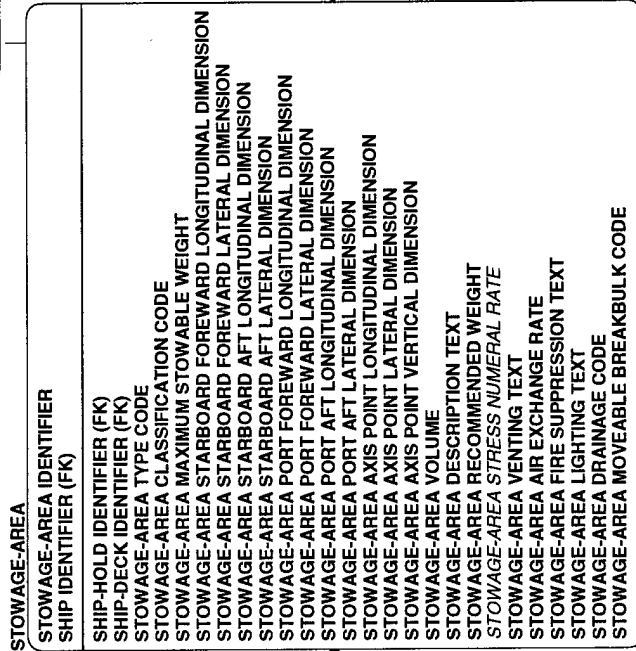 STOWAGE-AREA
STOWAGE-AREA IDENTIFIER
SHIP IDENTIFIER (FK)
SHIP-HOLD IDENTIFIER (FK)
SHIP-DECK IDENTIFIER (FK)
STOWAGE-AREA TYPE CODE
STOWAGE-AREA CLASSIFICATION CODE
STOWAGE-AREA MAXIMUM STOWABLE WEIGHT
STOWAGE-AREA STARBOARD FOREWARD LONGITUDINAL DIMENSION
STOWAGE-AREA STARBOARD FOREWARD LATERAL DIMENSION
STOWAGE-AREA STARBOARD AFT LONGITUDINAL DIMENSION
STOWAGE-AREA STARBOARD AFT LATERAL DIMENSION
STOWAGE-AREA PORT FOREWARD LONGITUDINAL DIMENSION
STOWAGE-AREA PORT FOREWARD LATERAL DIMENSION
STOWAGE-AREA PORT AFT LONGITUDINAL DIMENSION
STOWAGE-AREA PORT AFT LATERAL DIMENSION
STOWAGE-AREA AXIS POINT LONGITUDINAL DIMENSION
STOWAGE-AREA AXIS POINT LATERAL DIMENSION
STOWAGE-AREA AXIS POINT VERTICAL DIMENSION
STOWAGE-AREA VOLUME
STOWAGE-AREA DESCRIPTION TEXT
STOWAGE-AREA RECOMMENDED WEIGHT
STOWAGE-AREA STRESS NUMERAL RATE
STOWAGE-AREA VENTING TEXT
STOWAGE-AREA AIR EXCHANGE RATE
STOWAGE-AREA FIRE SUPPRESSION TEXT
STOWAGE-AREA LIGHTING TEXT
STOWAGE-AREA DRAINAGE CODE
STOWAGE-AREA MOVEABLE BREAKBULK CODE